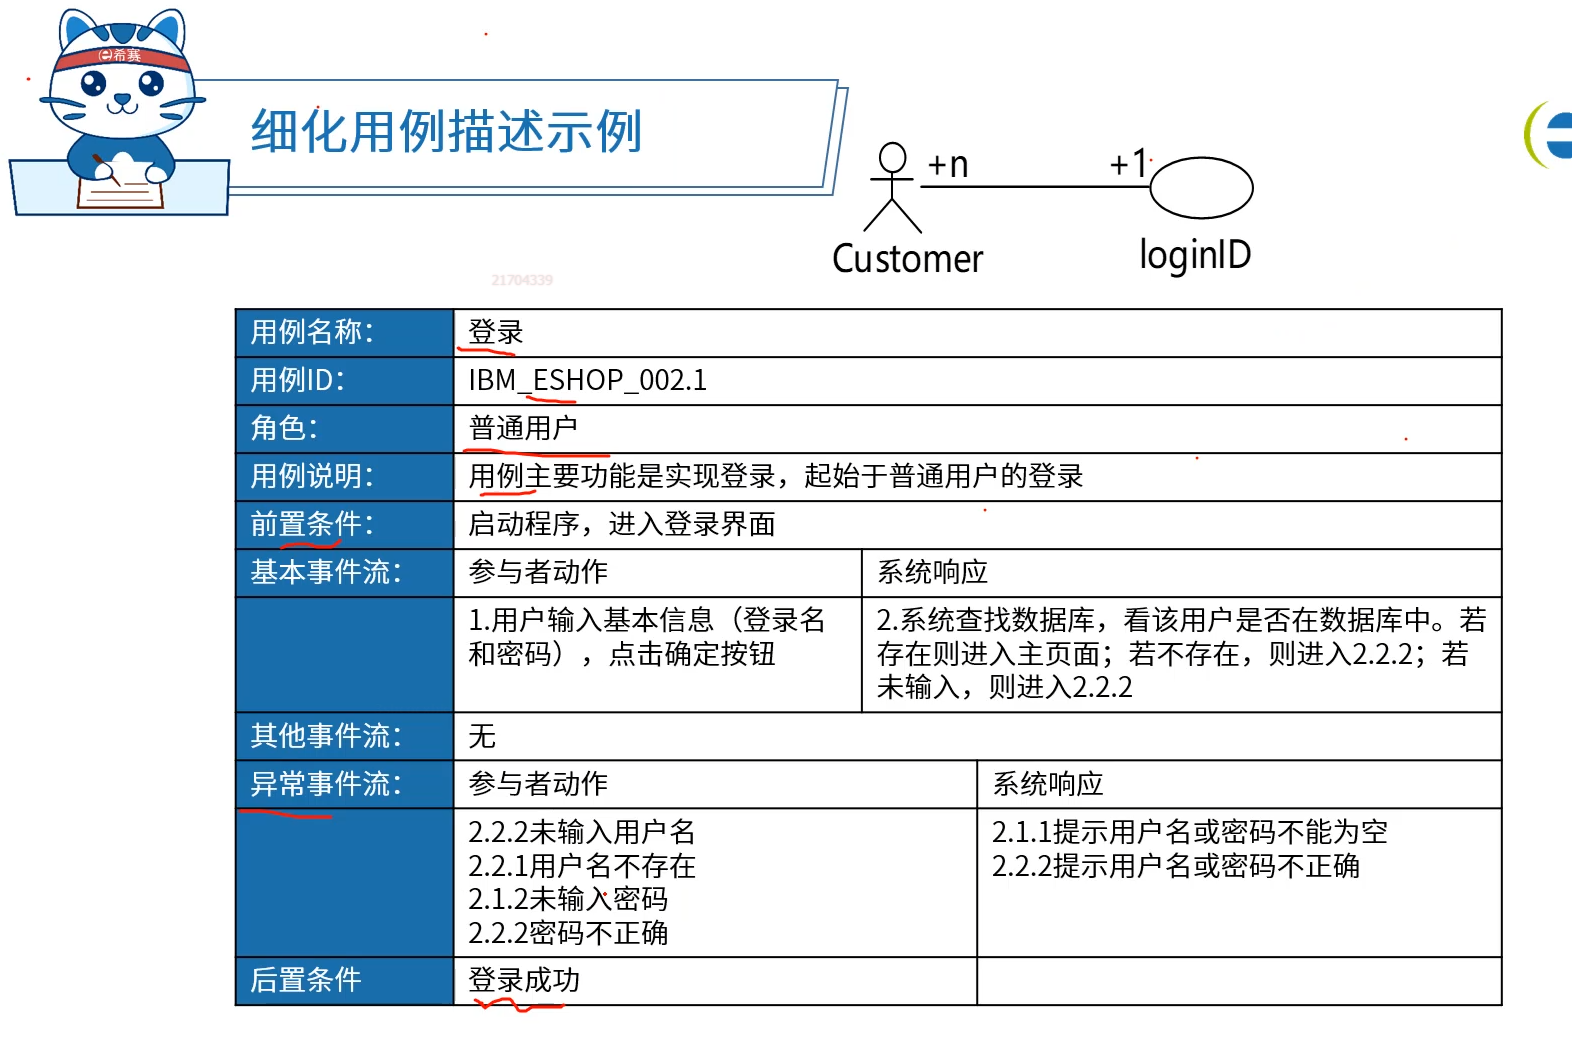 e希赛
细化用例描述示例
+n
+1
Customer
loginID
21704339
用例名称：
登录
用例ID：
IBM_ESHOP_002.1
角色：
普通用户
用例说明：
用例主要功能是实现登录，起始于普通用户的登录
前置条件：
启动程序，进入登录界面
基本事件流：
参与者动作
系统响应
1.用户输入基本信息（登录名
和密码），点击确定按钮
2.系统查找数据库，看该用户是否在数据库中。若
存在则进入主页面；若不存在，则进入2.2.2；若
未输入，则进入2.2.2
其他事件流：
无
异常事件流：
参与者动作
系统响应
2.2.2未输入用户名
2.2.1用户名不存在
2.1.2未输入密码
2.2.2密码不正确
2.1.1提示用户名或密码不能为空
2.2.2提示用户名或密码不正确
后置条件
登录成功